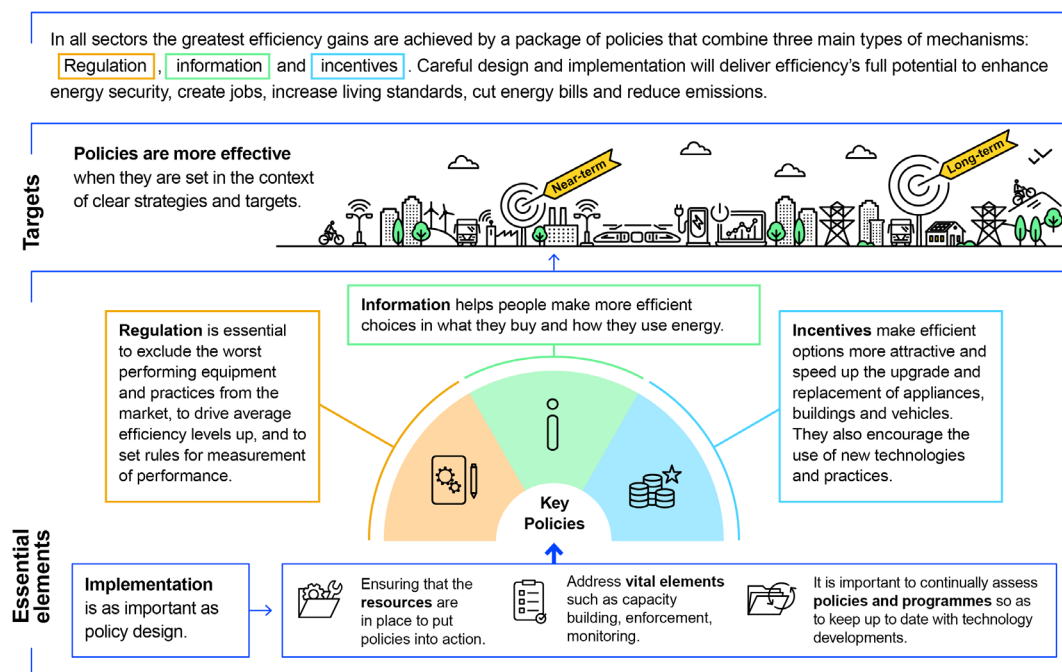 In all sectors the greatest efficiency gains are achieved by a package of policies that combine three main types of mechanisms:
Regulation , information and incentives . Careful design and implementation will deliver efficiency’s full potential to enhance
energy security, create jobs, increase living standards, cut energy bills and reduce emissions.
Targets
Policies are more effective
when they are set in the context
of clear strategies and targets.
Near-term
Long-term
Essential
elements
Information helps people make more efficient
choices in what they buy and how they use energy.
Regulation is essential
to exclude the worst
performing equipment
and practices from the
market, to drive average
efficiency levels up, and to
set rules for measurement
of performance.
Incentives make efficient
options more attractive and
speed up the upgrade and
replacement of appliances,
buildings and vehicles.
They also encourage the
use of new technologies
and practices.
Key
Policies
Implementation
is as important as
policy design.
Ensuring that the
resources are
in place to put
policies into action.
Address vital elements
such as capacity
building, enforcement,
monitoring.
It is important to continually assess
policies and programmes so as
to keep up to date with technology
developments.